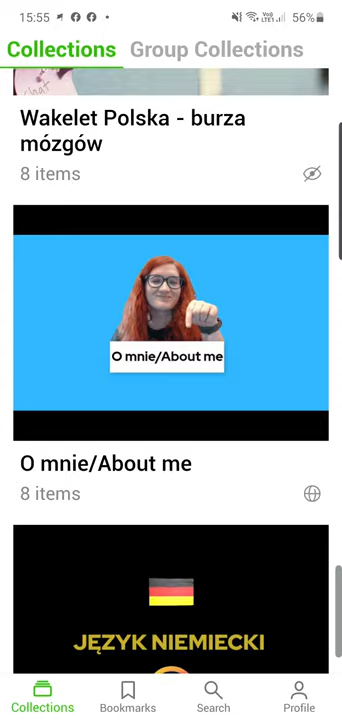 15:55
56%
Collections Group Collections
Chat
Wakelet Polska - burza
mózgów
8 items
O mnie/About me
O mnie/About me
8 items
JĘZYK NIEMIECKI
Collections Bookmarks Search Profile